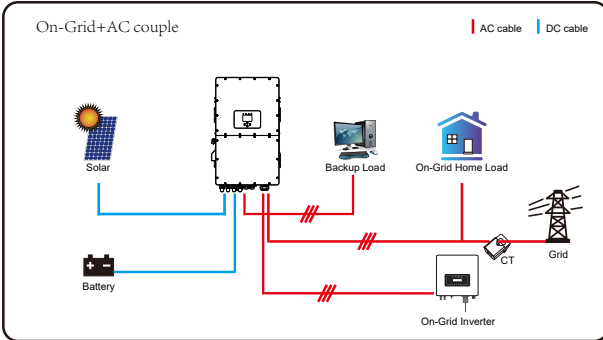 On-Grid+AC couple
AC cable
DC cable
Solar
Backup Load
On-Grid Home Load
CT
Grid
Battery
On-Grid Inverter